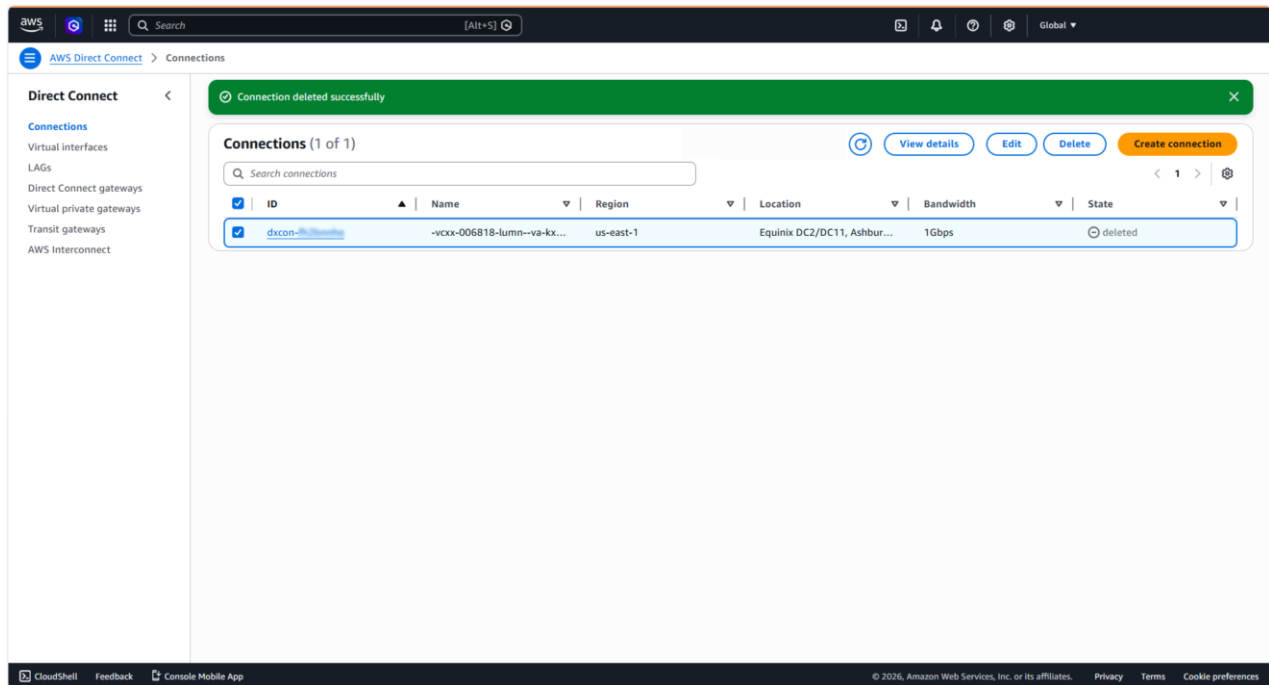 aws
Search [Alt+S] Global
AWS Direct Connect > Connections
Direct Connect
Connections
Virtual interfaces
LAGs
Direct Connect gateways
Virtual private gateways
Transit gateways
AWS Interconnect
Connection deleted successfully
Connections (1 of 1) View details Edit Delete Create connection
Search connections 1
ID Name Region Location Bandwidth State
dxcon- -vcxx-006818-lumn--va-kx... us-east-1 Equinix DC2/DC11, Ashbur... 1Gbps deleted
CloudShell Feedback Console Mobile App © 2026, Amazon Web Services, Inc. or its affiliates. Privacy Terms Cookie preferences